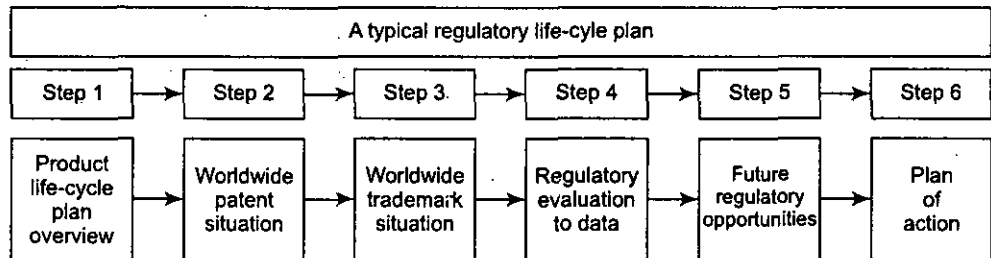 A typical regulatory life-cyle plan
Step 1
Step 2
Step 3.
Step 4
Step 5
Step 6
Product
life-cycle
plan
overview
Worldwide
patent
situation
Worldwide
trademark
situation
Regulatory
evaluation
to data
Future
regulatory
opportunities
Plan
of
action